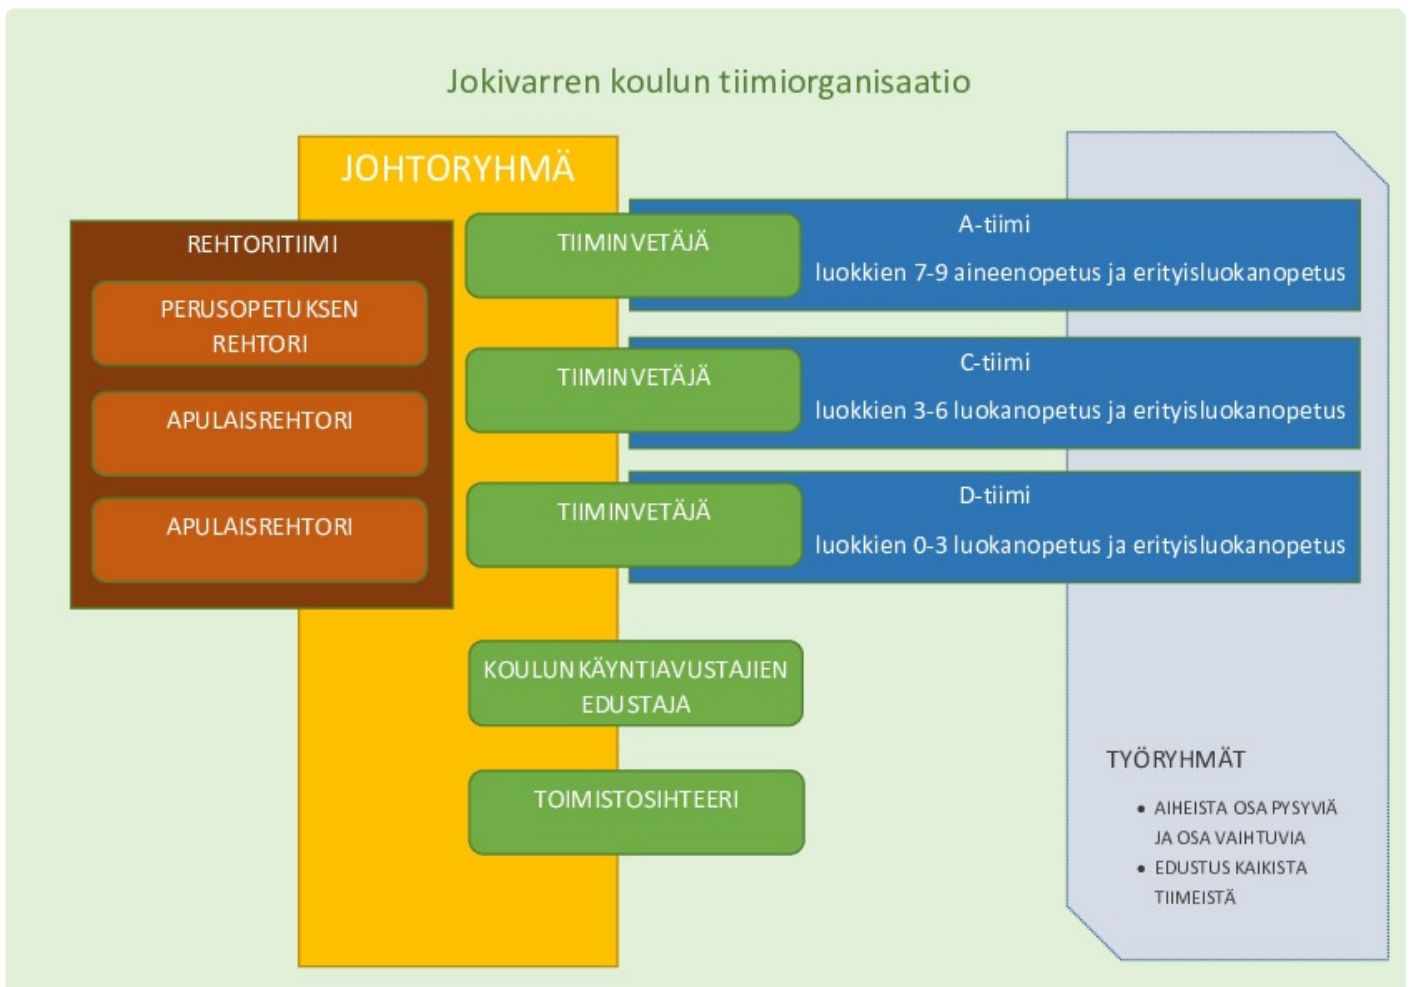 Jokivarren koulun tiimiorganisaatio
JOHTORYHMÄ
REHTORITIIMI
PERUSOPETUKSEN
REHTORI
APULAISREHTORI
APULAISREHTORI
TIIMINVETÄJÄ
A-tiimi
luokkien 7-9 aineenopetus ja erityisluokanopetus
TIIMINVETÄJÄ
C-tiimi
luokkien 3-6 luokanopetus ja erityisluokanopetus
TIIMINVETÄJÄ
D-tiimi
luokkien 0-3 luokanopetus ja erityisluokanopetus
KOULUNKÄYNTIAVUSTAJIEN
EDUSTAJA
TOIMISTOSIHTEERI
TYÖRYHMÄT
• AIHEISTA OSA PYSYVIÄ
JA OSA VAIHTUVIA
• EDUSTUS KAIKISTA
TIIMEISTÄ